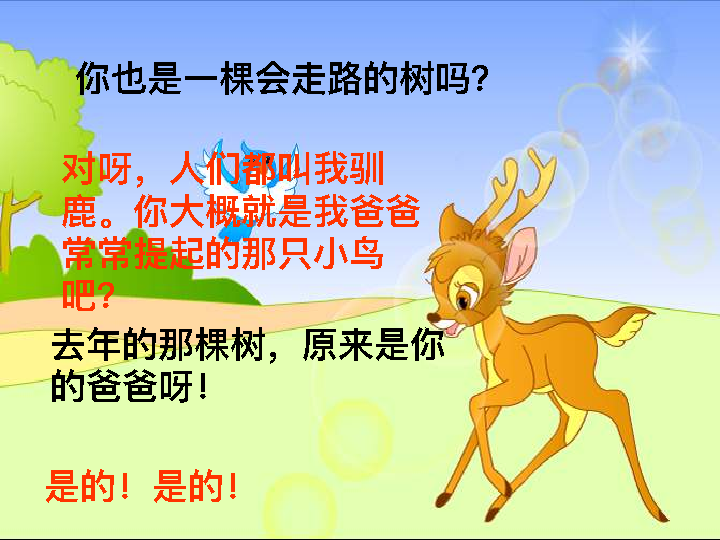 你也是一棵会走路的树吗？
对呀，人们都叫我驯
鹿。你大概就是我爸爸
常常提起的那只小鸟
吧？
去年的那棵树，原来是你
的爸爸呀！
是的！是的！